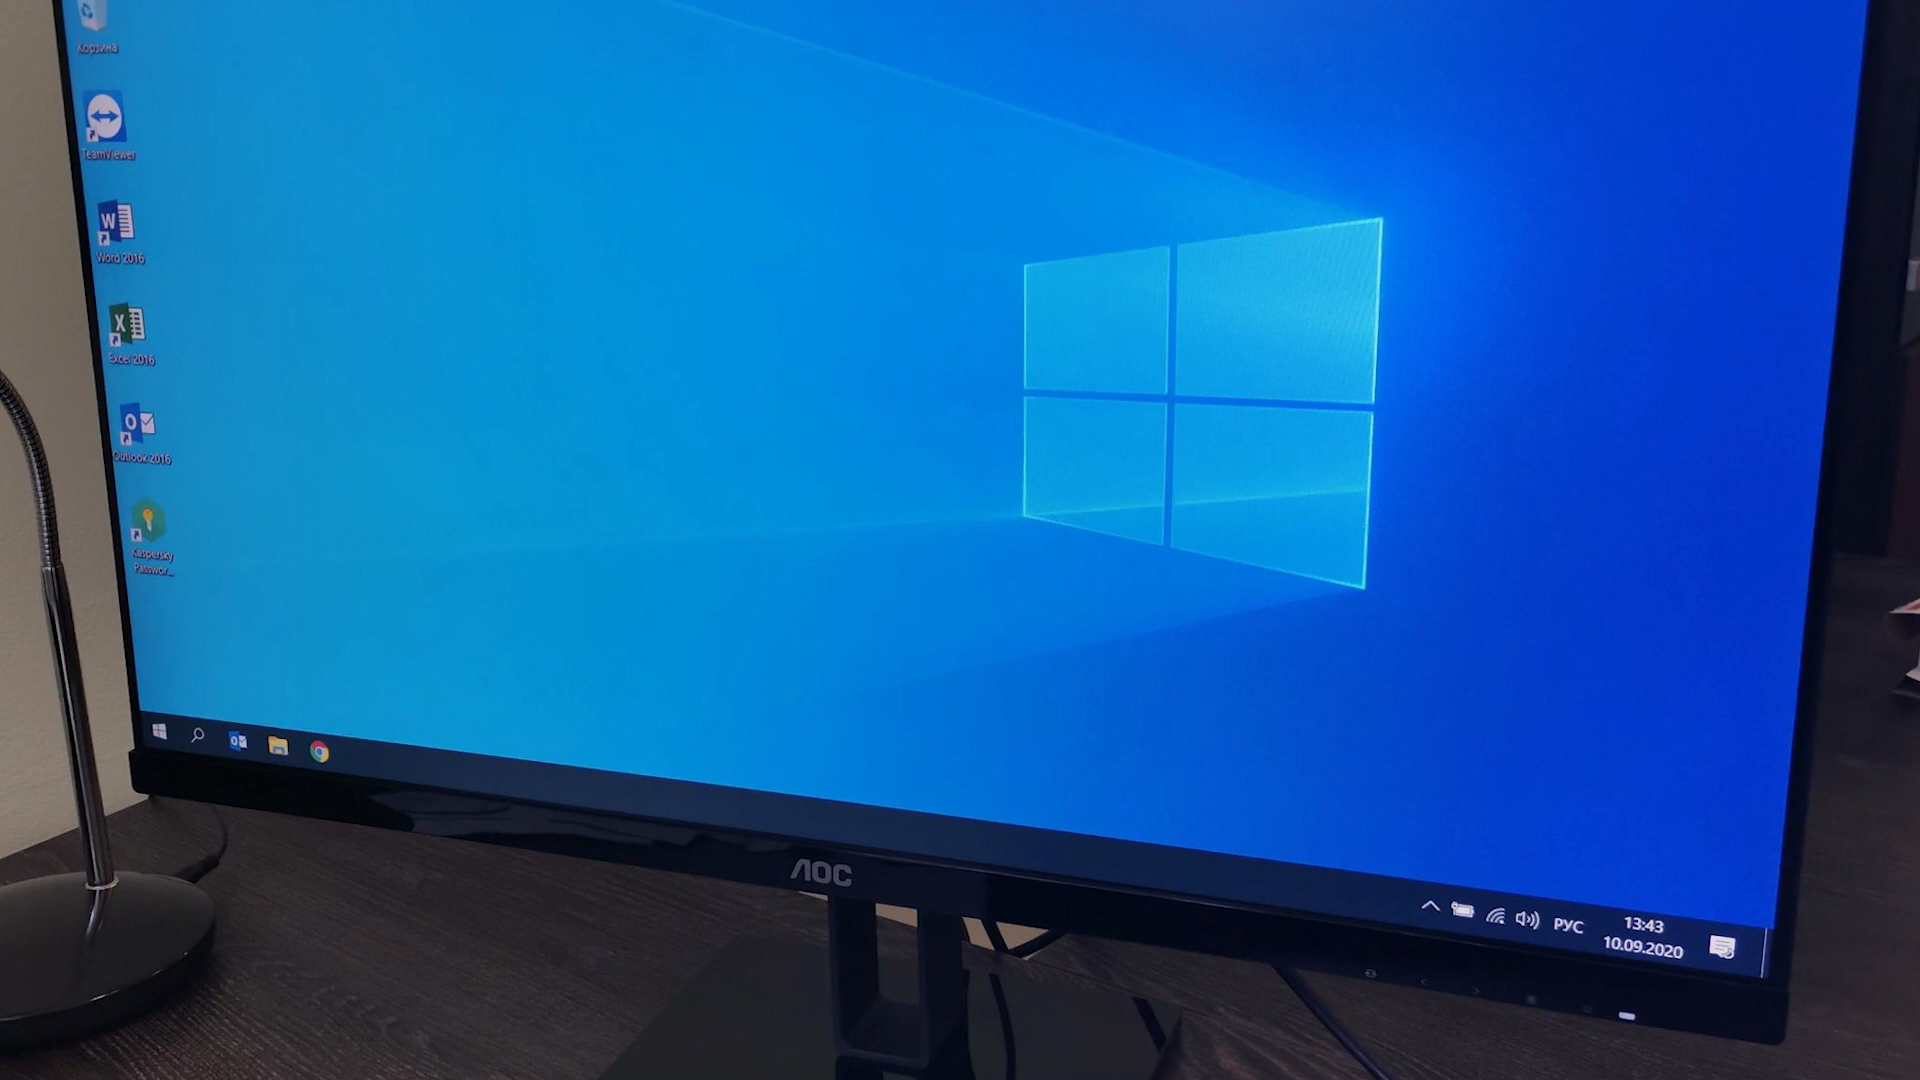 Корзина
TeamViewer
Word 2016
Excel 2016
Outlook 2016
Kaspersky
Passwor...
AOC
РУС
13:43
10.09.2020